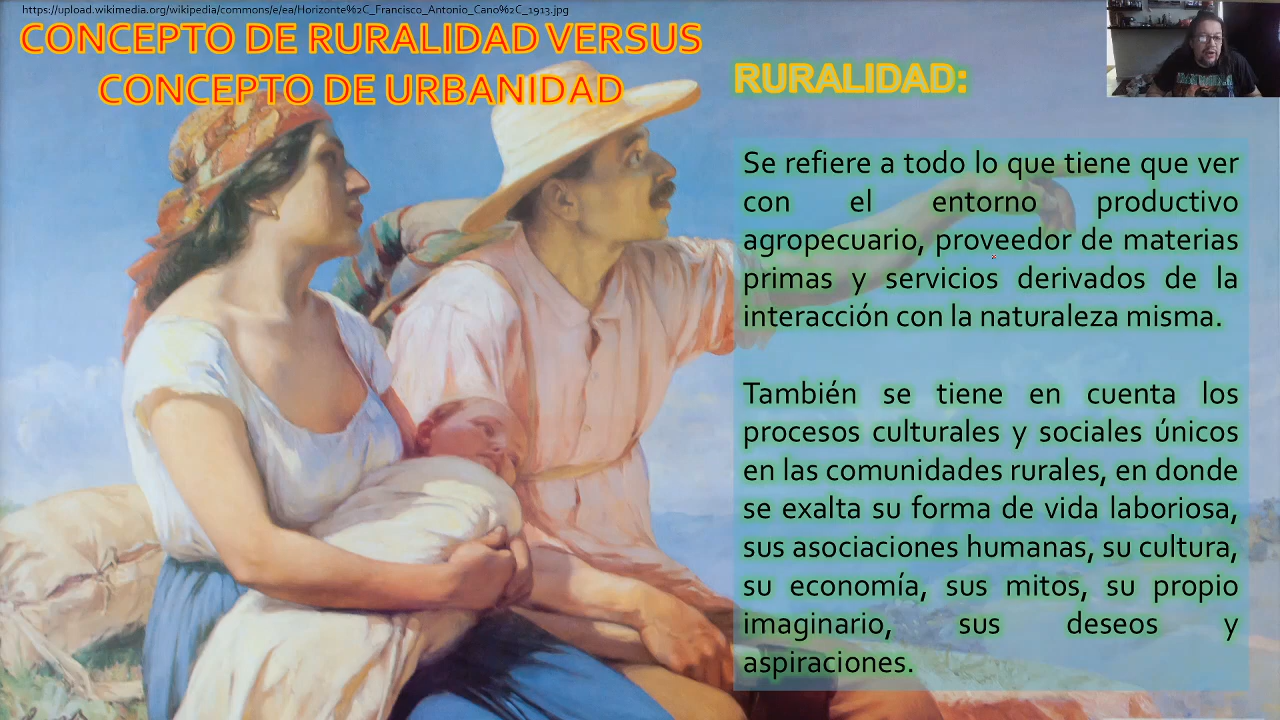 https://upload.wikimedia.org/wikipedia/commons/e/ea/Horizonte%2C_Francisco_Antonio_Cano%2C_1913.jpg
CONCEPTO DE RURALIDAD VERSUS
CONCEPTO DE URBANIDAD
RURALIDAD:
Se refiere a todo lo que tiene que ver
con el entorno productivo
agropecuario, proveedor de materias
primas y servicios derivados de la
interacción con la naturaleza misma.
También se tiene en cuenta los
procesos culturales y sociales únicos
en las comunidades rurales, en donde
se exalta su forma de vida laboriosa,
sus asociaciones humanas, su cultura,
su economía, sus mitos, su propio
imaginario, sus deseos y
aspiraciones.